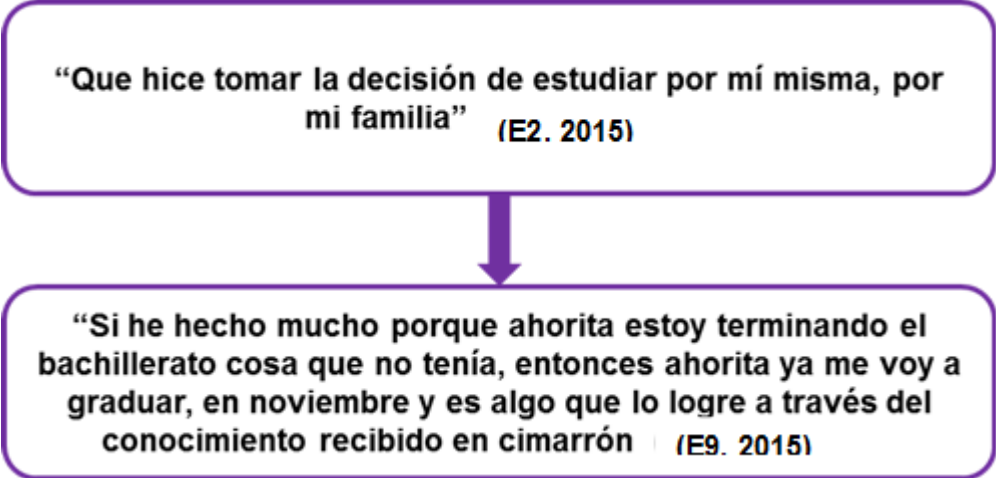 “Que hice tomar la decisión de estudiar por mí misma, por
mi familia” (E2. 2015)
“Si he hecho mucho porque ahorita estoy terminando el
bachillerato cosa que no tenía, entonces ahorita ya me voy a
graduar, en noviembre y es algo que lo logre a través del
conocimiento recibido en cimarrón (E9. 2015)